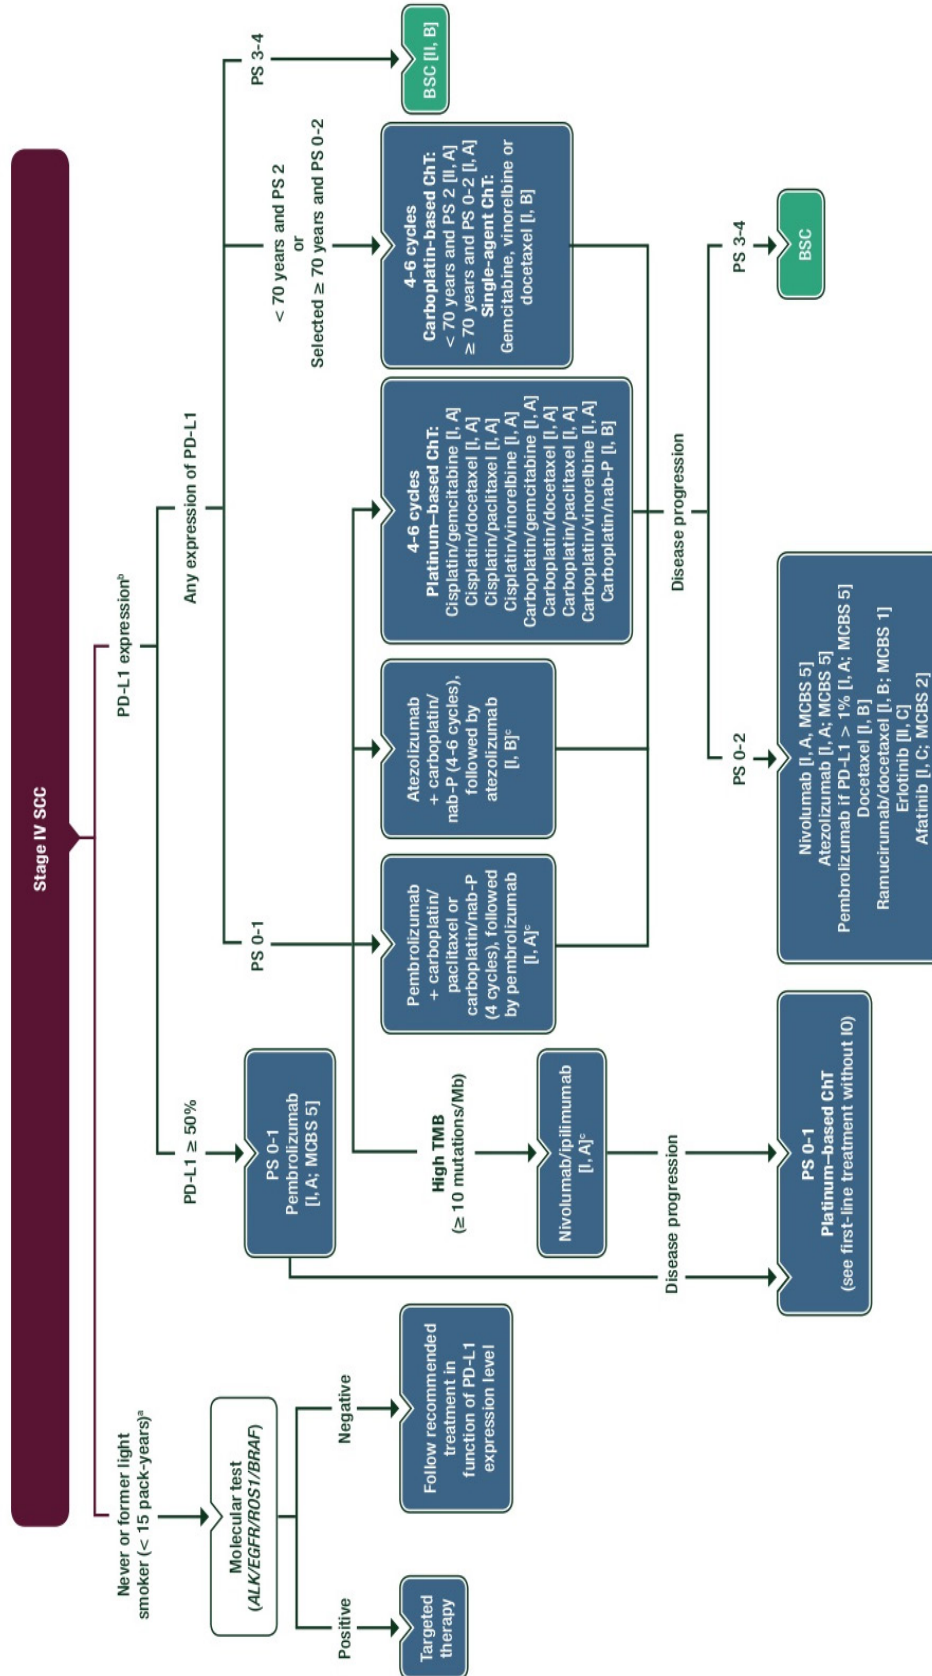 Stage IV SCC
Never or former light
smoker (< 15 pack-years)ᵃ
Molecular test
(ALK/EGFR/ROS1/BRAF)
Positive
Negative
Targeted
therapy
Follow recommended
treatment in
function of PD-L1
expression level
PD-L1 expressionᵇ
PD-L1 ≥ 50%
Any expression of PD-L1
PS 0-1
Pembrolizumab
[I, A; MCBS 5]
PS 0-1
< 70 years and PS 2
or
Selected ≥ 70 years and PS 0-2
PS 3-4
High TMB
(≥ 10 mutations/Mb)
Nivolumab/ipilimumab
[I, A]ᶜ
Pembrolizumab
+ carboplatin/
paclitaxel or
carboplatin/nab-P
(4 cycles), followed
by pembrolizumab
[I, A]ᶜ
Atezolizumab
+ carboplatin/
nab-P (4-6 cycles),
followed by
atezolizumab
[I, B]ᶜ
4-6 cycles
Platinum-based ChT:
Cisplatin/gemcitabine [I, A]
Cisplatin/docetaxel [I, A]
Cisplatin/paclitaxel [I, A]
Cisplatin/vinorelbine [I, A]
Carboplatin/gemcitabine [I, A]
Carboplatin/docetaxel [I, A]
Carboplatin/paclitaxel [I, A]
Carboplatin/vinorelbine [I, A]
Carboplatin/nab-P [I, B]
4-6 cycles
Carboplatin-based ChT:
< 70 years and PS 2 [II, A]
≥ 70 years and PS 0-2 [I, A]
Single-agent ChT:
Gemcitabine, vinorelbine or
docetaxel [I, B]
BSC [II, B]
Disease progression
Disease progression
PS 0-1
Platinum-based ChT
(see first-line treatment without IO)
PS 0-2
PS 3-4
Nivolumab [I, A, MCBS 5]
Atezolizumab [I, A; MCBS 5]
Pembrolizumab if PD-L1 > 1% [I, A; MCBS 5]
Docetaxel [I, B]
Ramucirumab/docetaxel [I, B; MCBS 1]
Erlotinib [II, C]
Afatinib [I, C; MCBS 2]
BSC